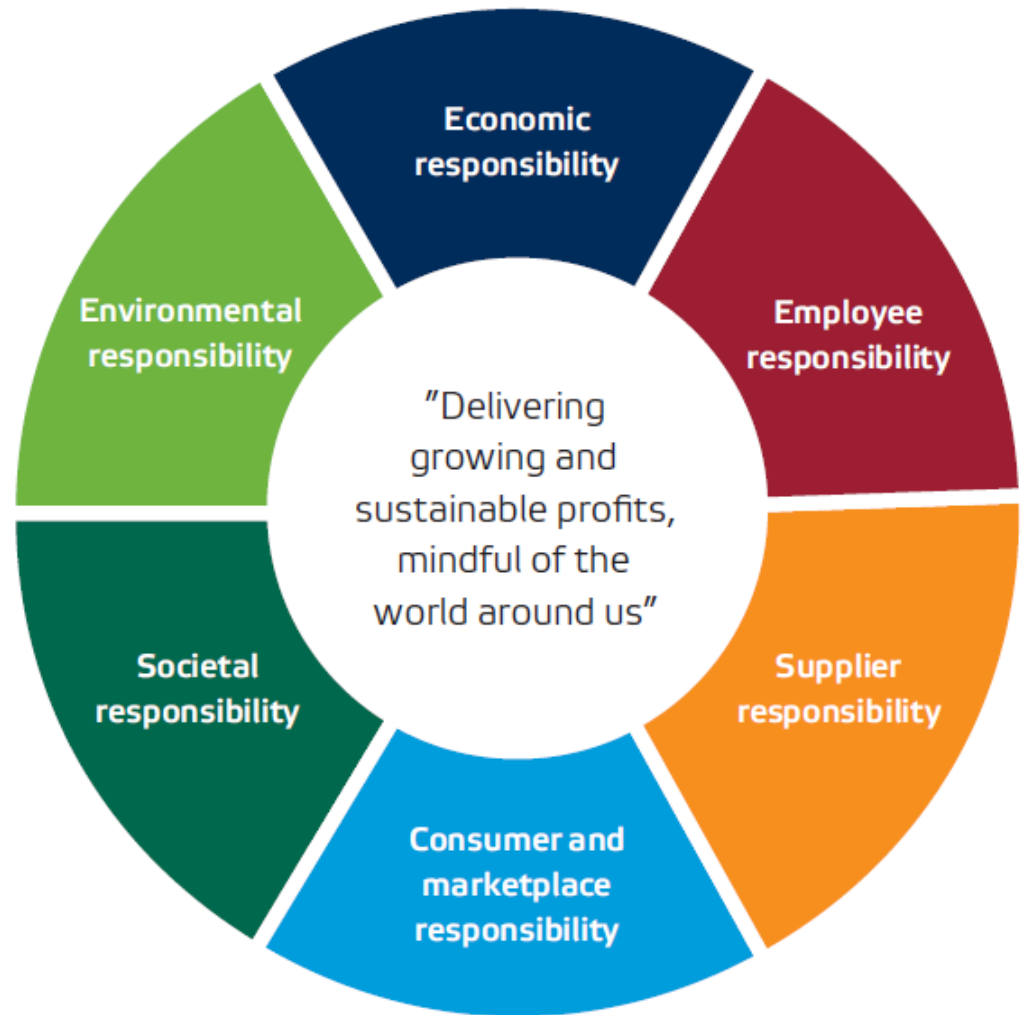 Economic
responsibility
Employee
responsibility
Supplier
responsibility
Consumer and
marketplace
responsibility
Societal
responsibility
Environmental
responsibility
”Delivering
growing and
sustainable profits,
mindful of the
world around us”